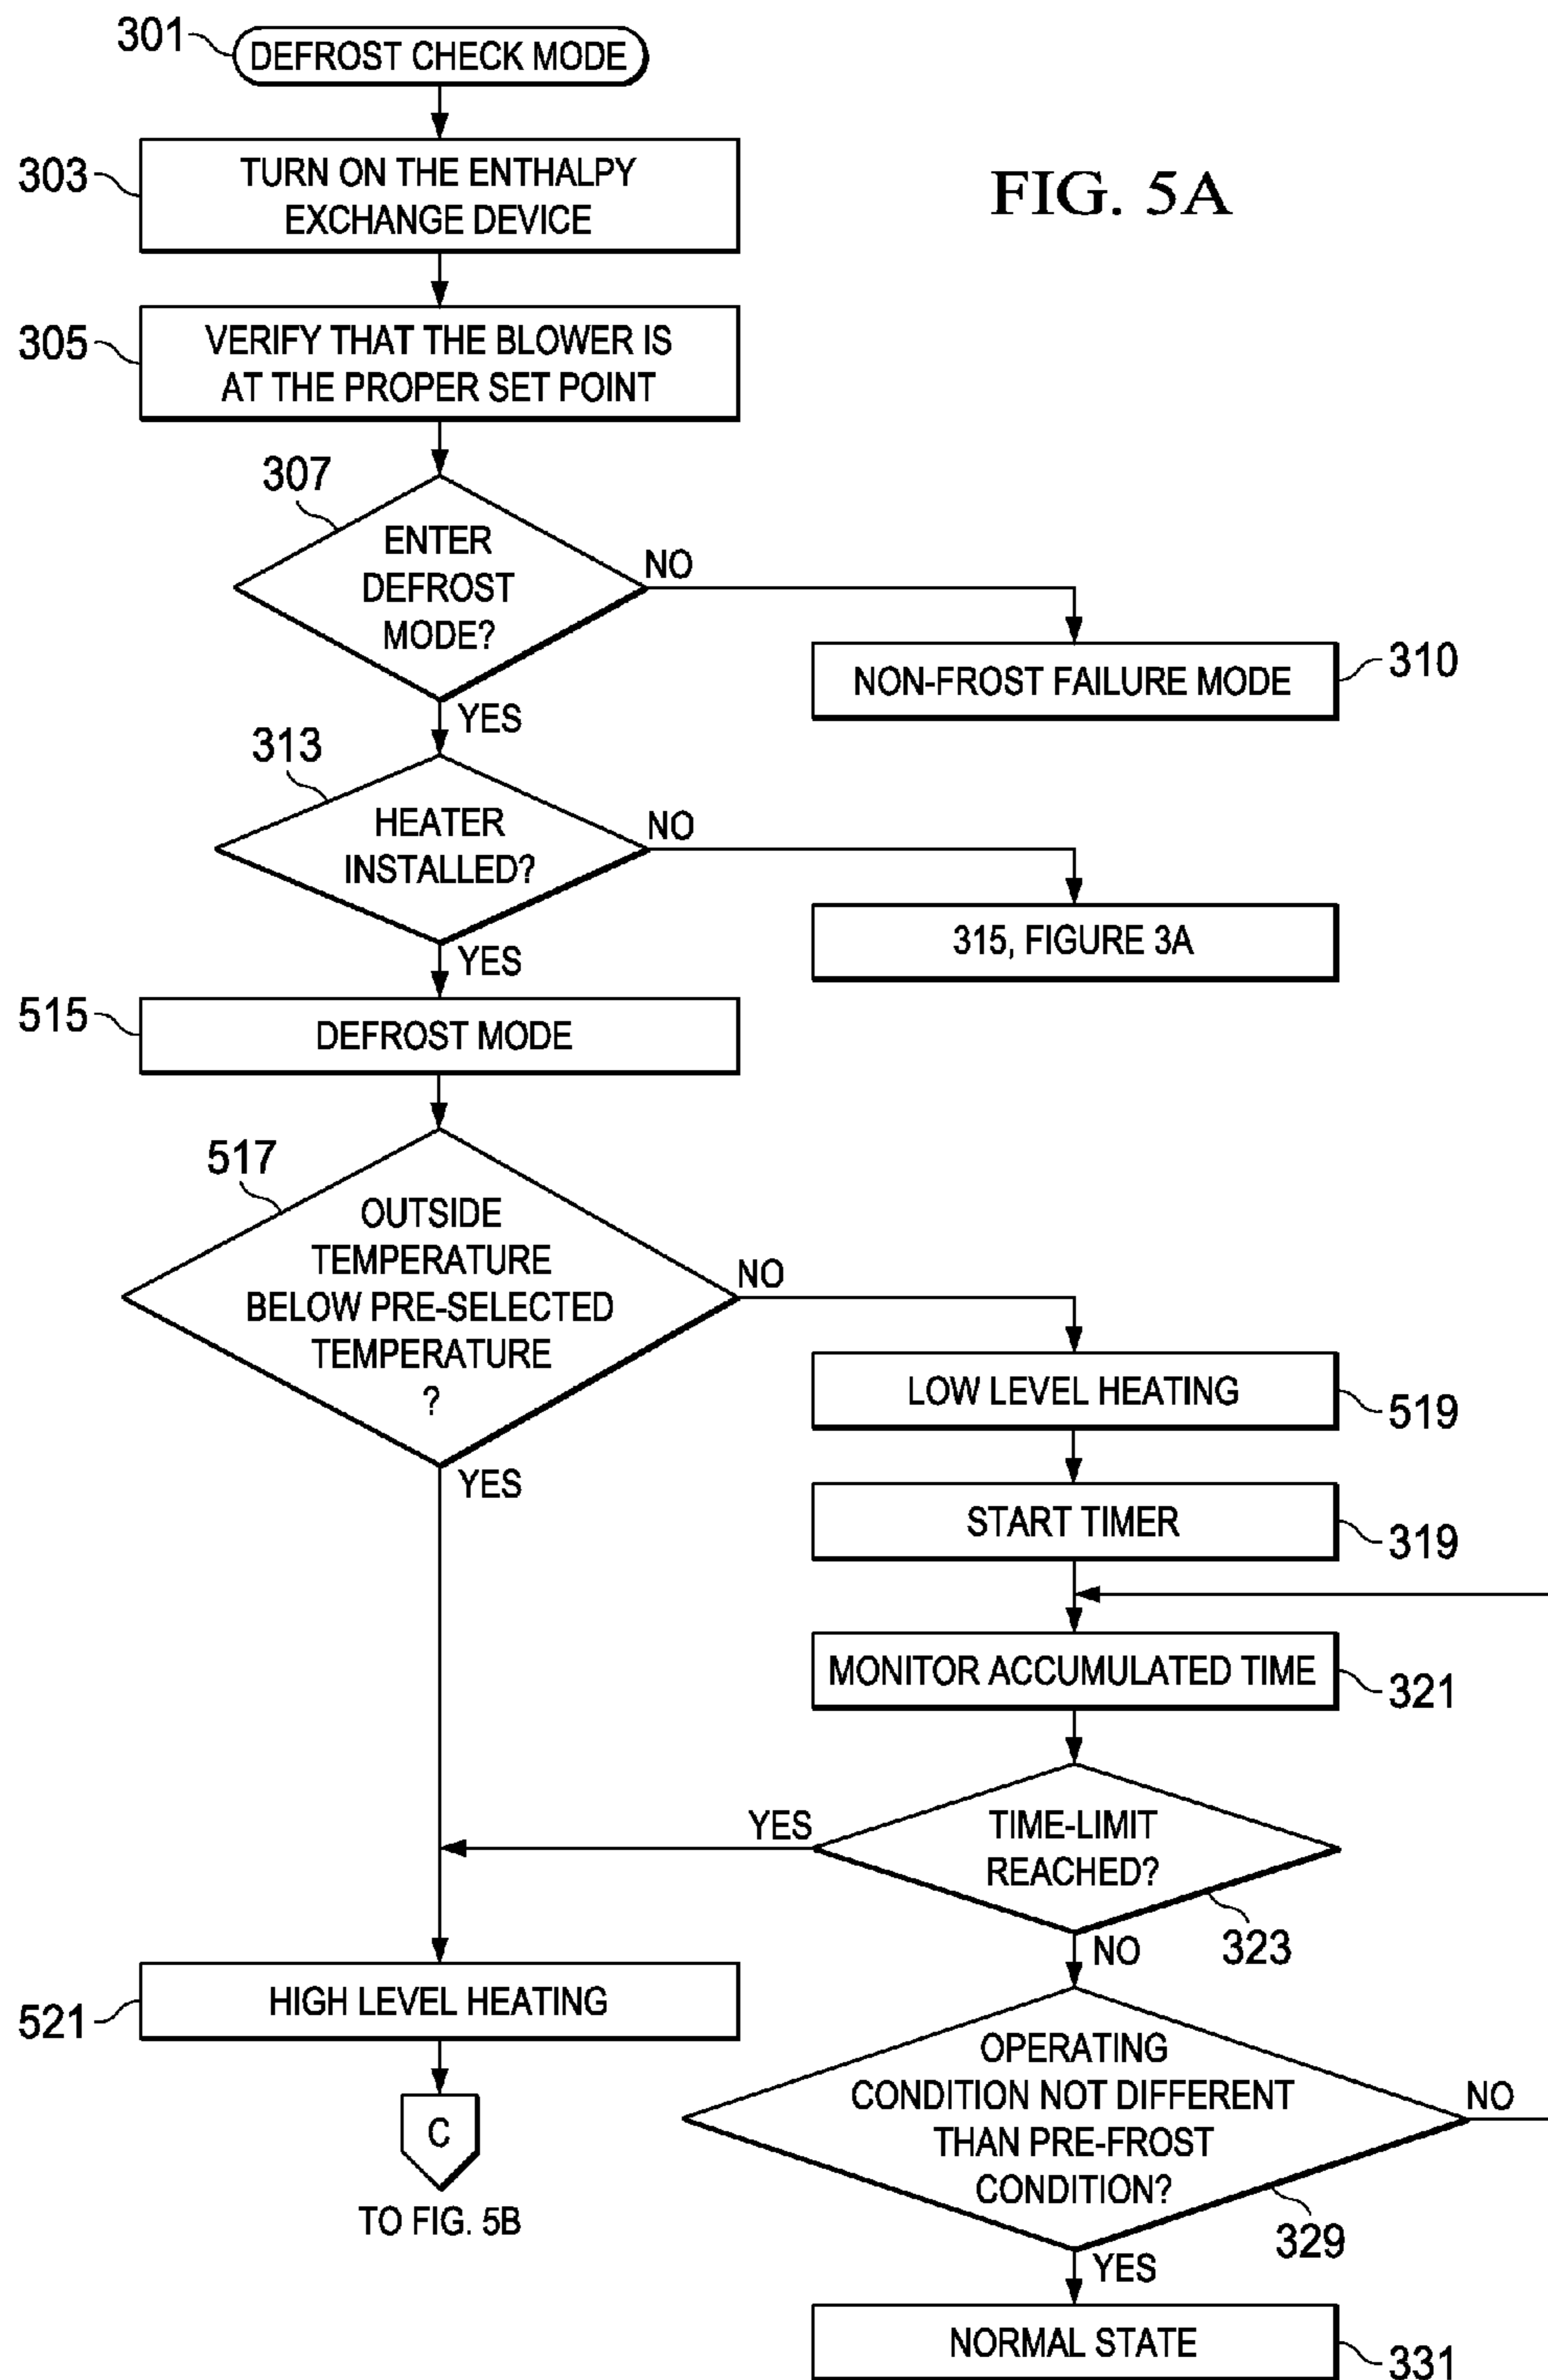 301
DEFROST CHECK MODE
303
TURN ON THE ENTHALPY
EXCHANGE DEVICE
FIG. 5A
305
VERIFY THAT THE BLOWER IS
AT THE PROPER SET POINT
307
ENTER
DEFROST
MODE?
NO
YES
NON-FROST FAILURE MODE
310
313
HEATER
INSTALLED?
NO
YES
315, FIGURE 3A
515
DEFROST MODE
517
OUTSIDE
TEMPERATURE
BELOW PRE-SELECTED
TEMPERATURE
?
NO
YES
LOW LEVEL HEATING
519
START TIMER
319
MONITOR ACCUMULATED TIME
321
TIME-LIMIT
REACHED?
YES
323
NO
521
HIGH LEVEL HEATING
C
TO FIG. 5B
OPERATING
CONDITION NOT DIFFERENT
THAN PRE-FROST
CONDITION?
NO
329
YES
NORMAL STATE
331